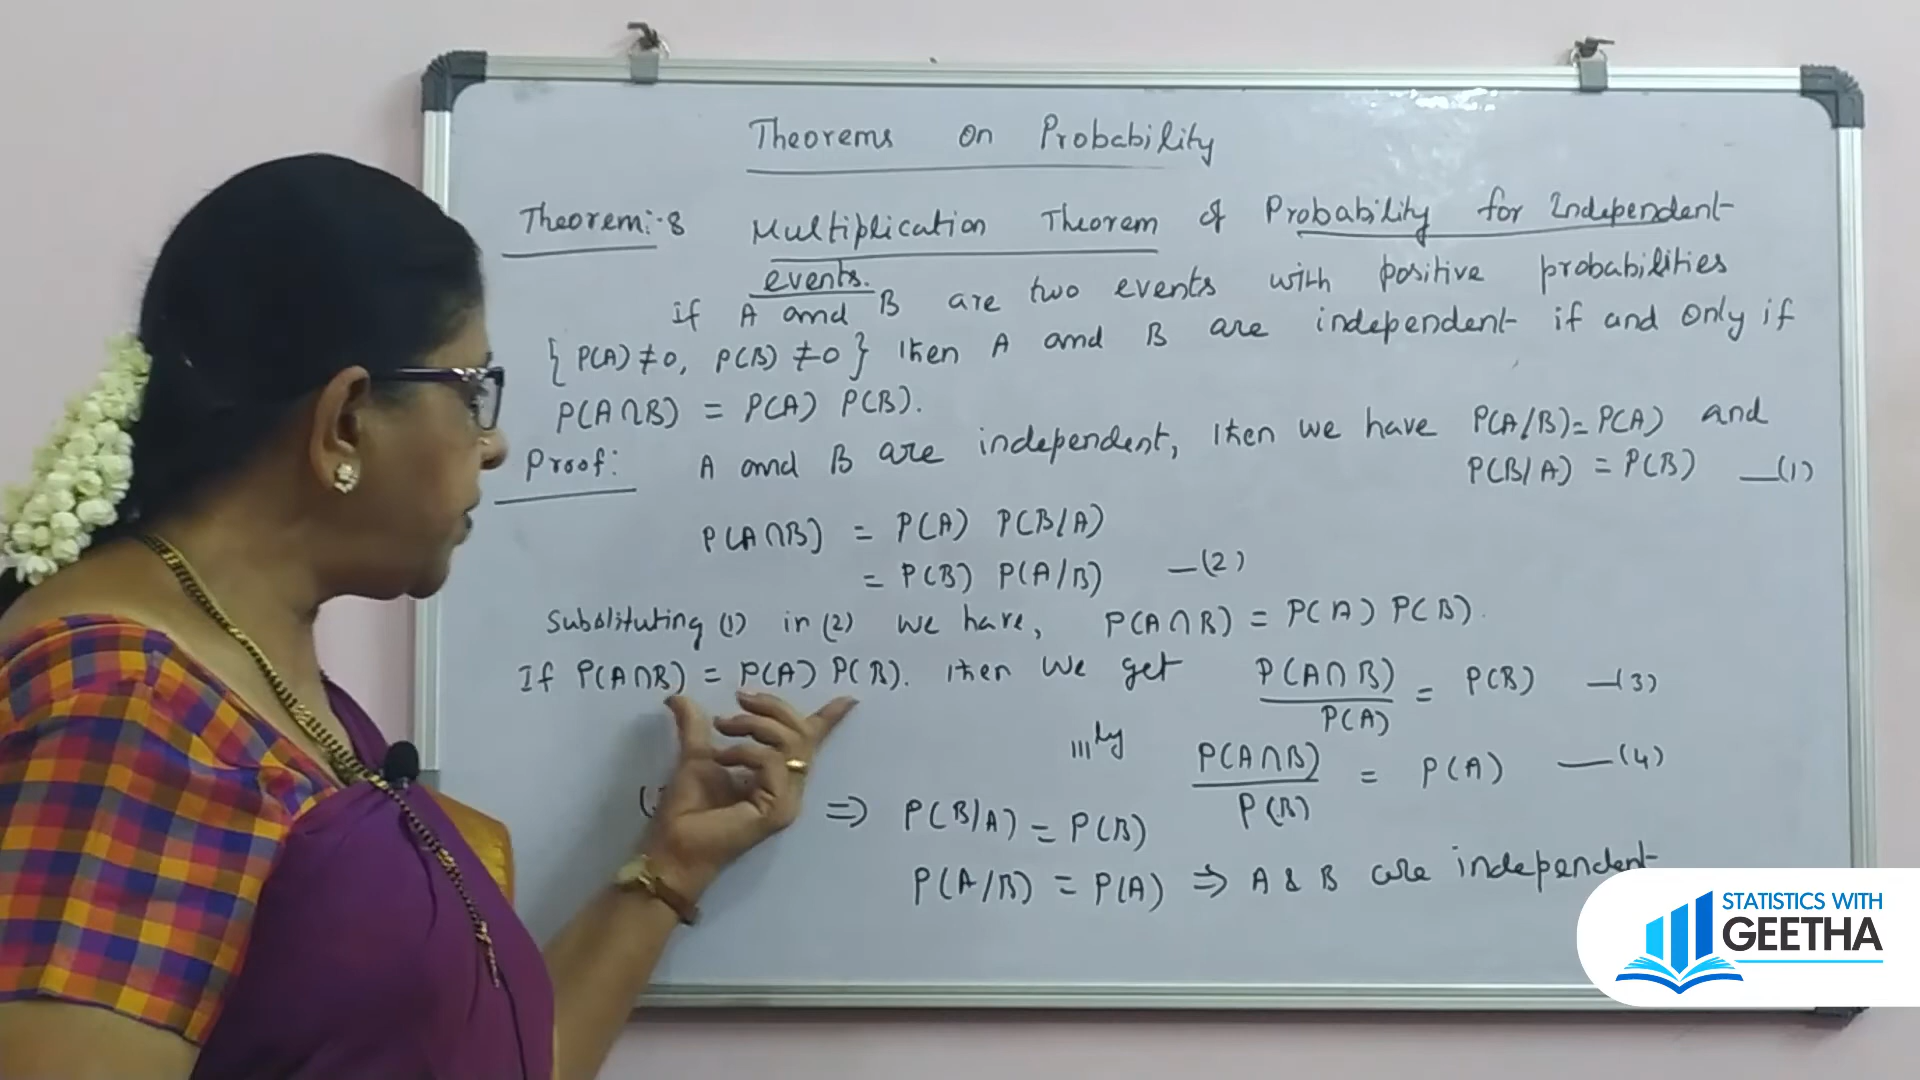 Theorems on Probability
Theorem:-8 Multiplication Theorem of Probability for Independent
events.
If A and B are two events with positive probabilities
{ P(A) ≠ 0, P(B) ≠ 0 } then A and B are independent if and only if
P(A∩B) = P(A) P(B).
Proof: A and B are independent, then we have P(A/B) = P(A) and
P(B/A) = P(B) —(1)
P(A∩B) = P(A) P(B/A)
= P(B) P(A/B) —(2)
Substituting (1) in (2) we have, P(A∩B) = P(A) P(B).
If P(A∩B) = P(A) P(B). then we get P(A∩B)/P(A) = P(B) —(3)
|||ly P(A∩B)/P(B) = P(A) —(4)
⇒ P(B/A) = P(B)
P(A/B) = P(A) ⇒ A & B are independent
STATISTICS WITH
GEETHA